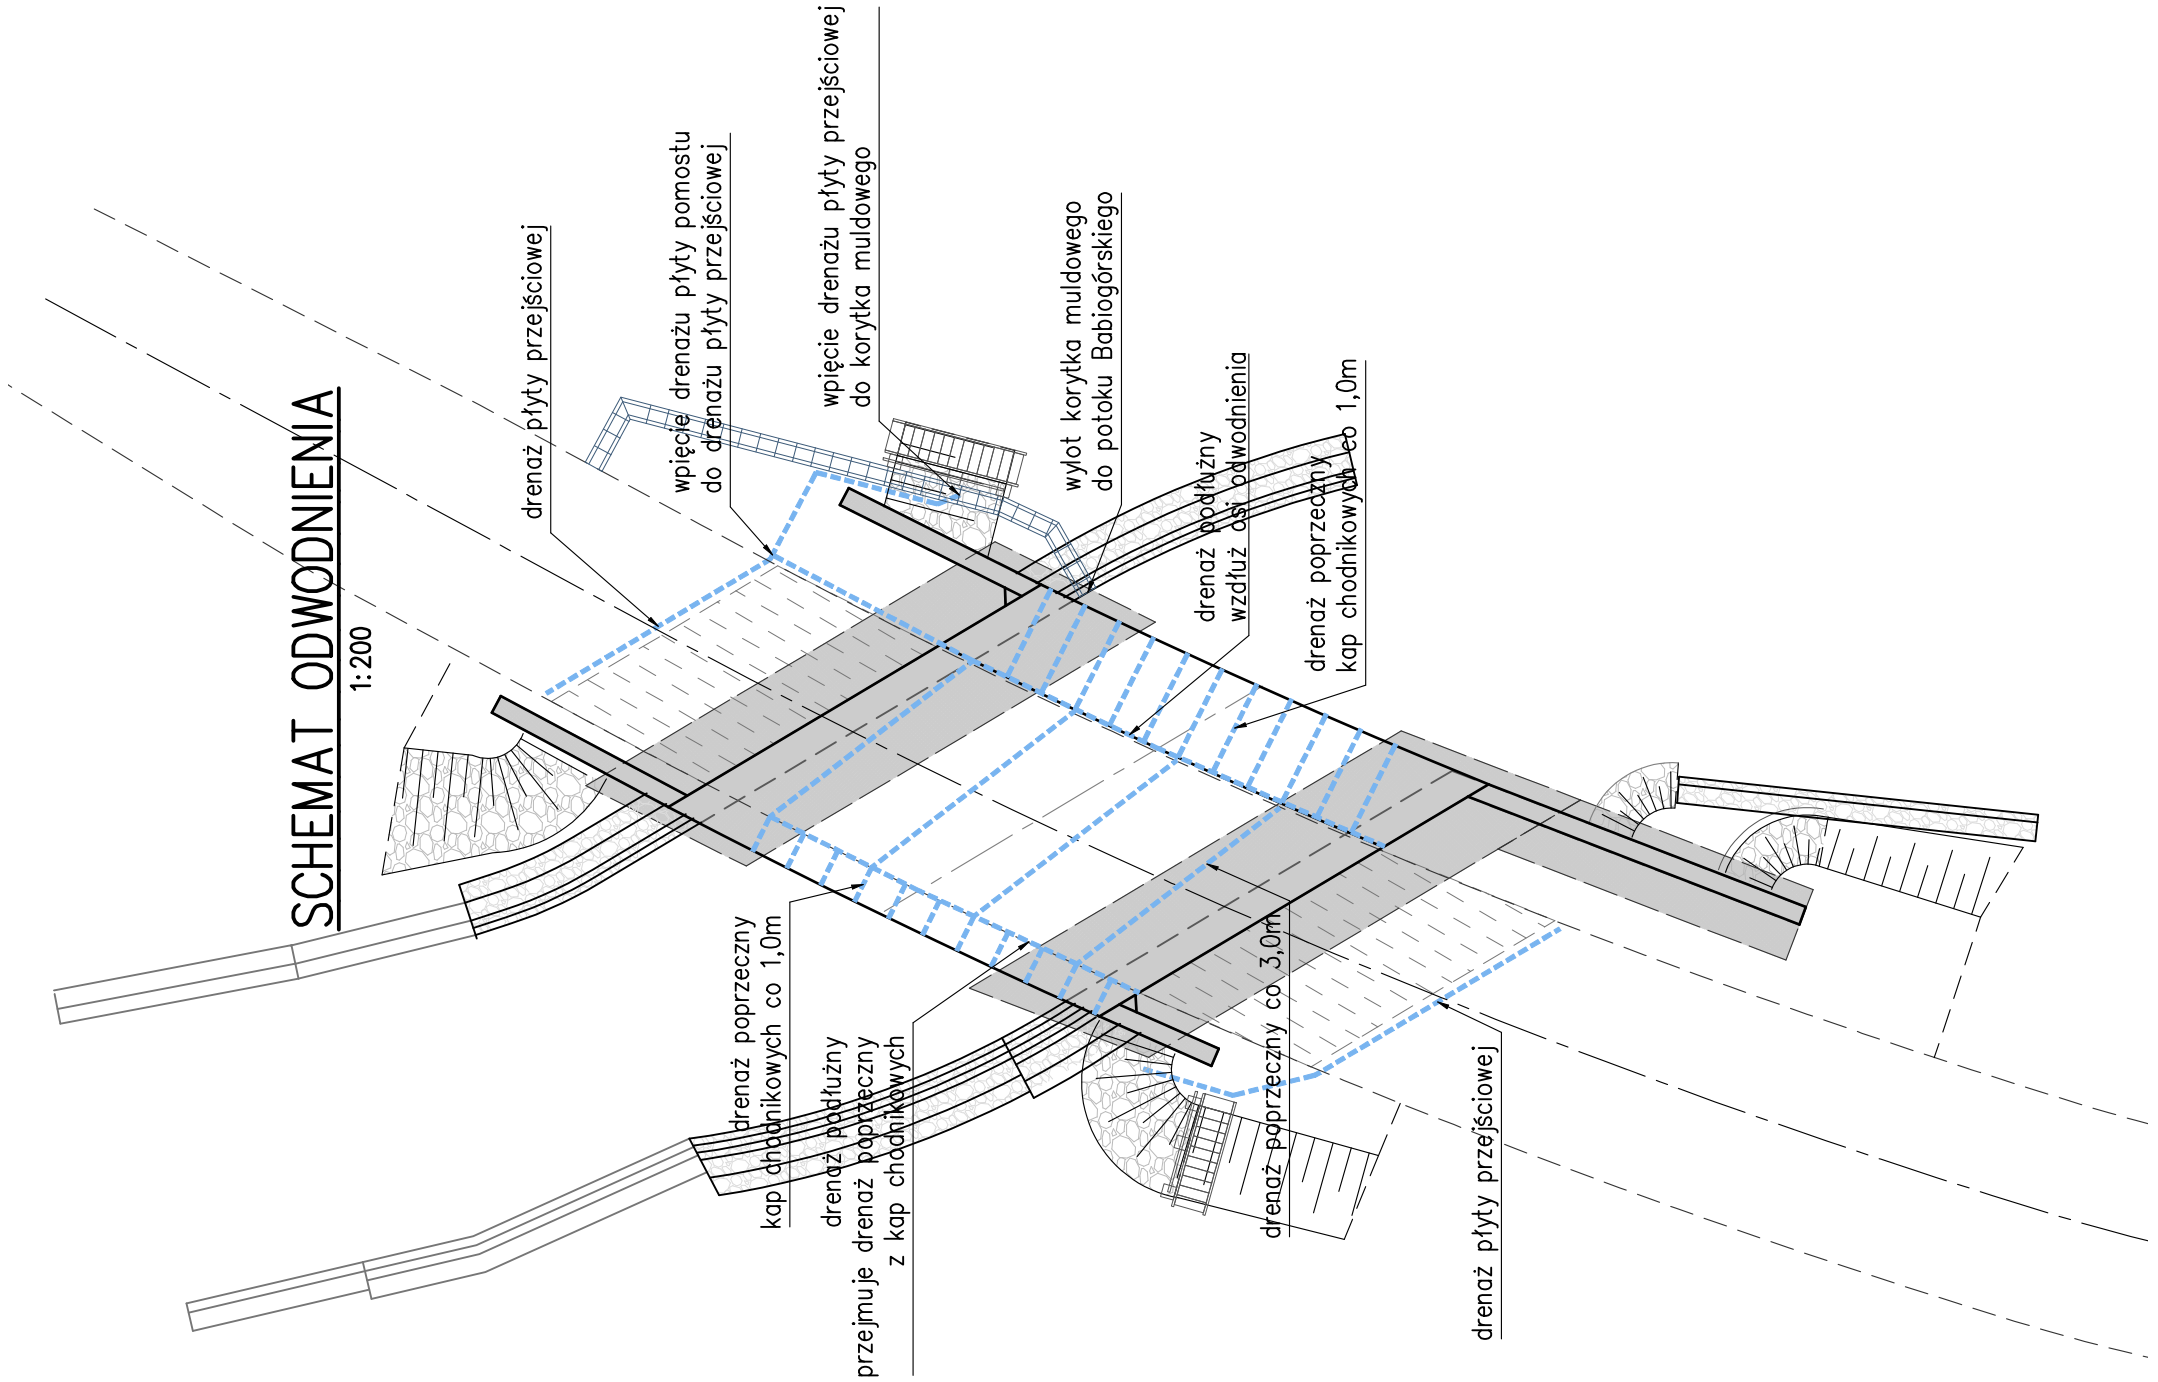 SCHEMAT ODWODNIENIA
1:200
drenaż płyty przejściowej
wpięcie drenażu płyty pomostu
do drenażu płyty przejściowej
wpięcie drenażu płyty przejściowej
do korytka muldowego
wylot korytka muldowego
do potoku Babiogórskiego
drenaż podłużny
wzdłuż osi odwodnienia
drenaż poprzeczny
kap chodnikowych co 1,0m
drenaż poprzeczny
kap chodnikowych co 1,0m
drenaż podłużny
przejmuje drenaż poprzeczny
z kap chodnikowych
drenaż poprzeczny co 3,0m
drenaż płyty przejściowej